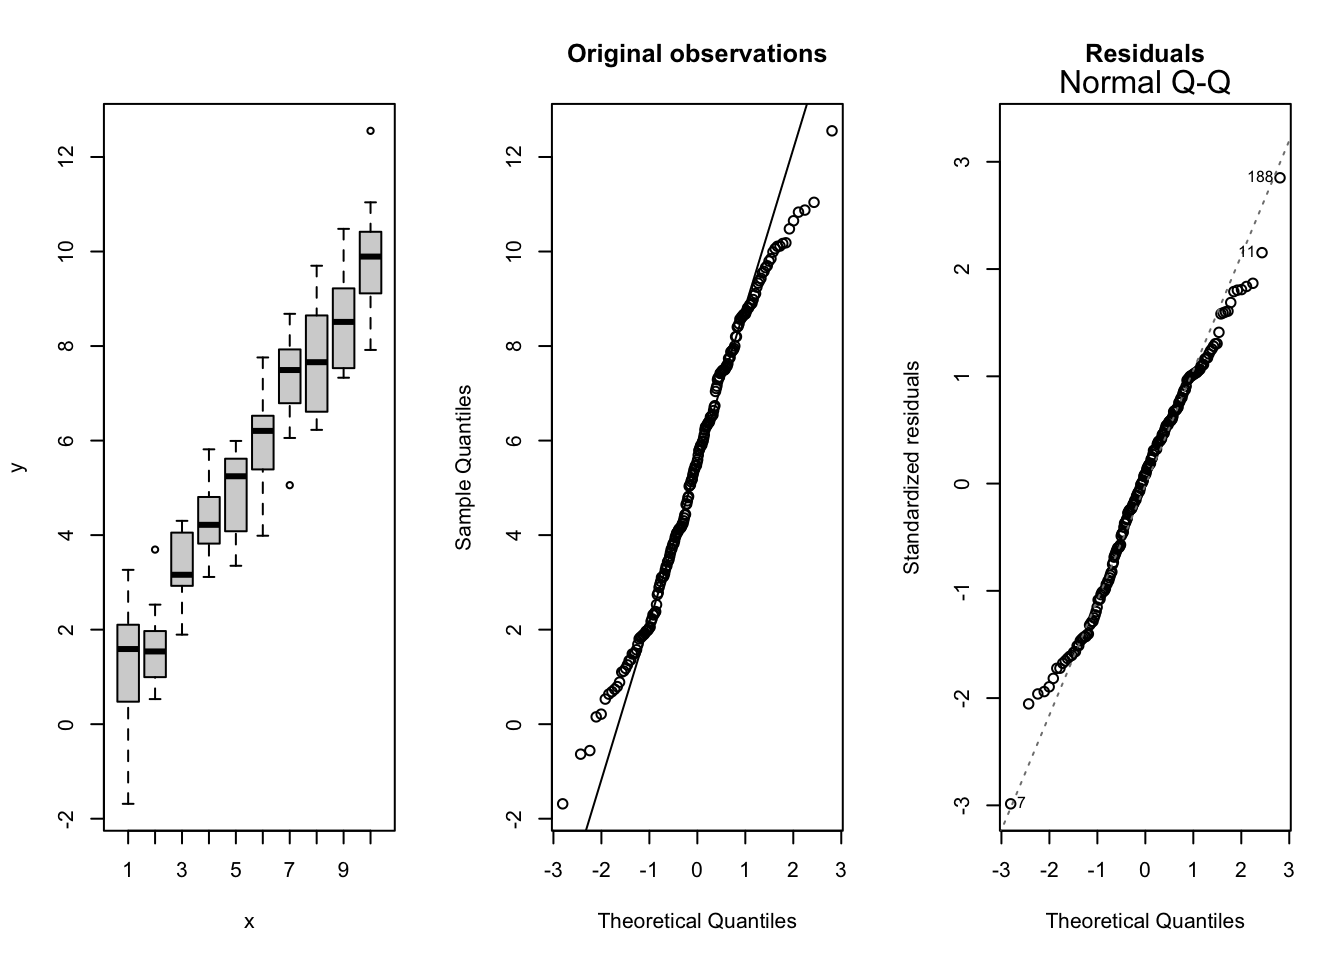 y
12
10
8
6
4
2
0
-2
1 3 5 7 9
x
Original observations
Sample Quantiles
12
10
8
6
4
2
0
-2
-3 -2 -1 0 1 2 3
Theoretical Quantiles
Residuals
Normal Q-Q
Standardized residuals
3
2
1
0
-1
-2
-3
188
11
7
-3 -2 -1 0 1 2 3
Theoretical Quantiles